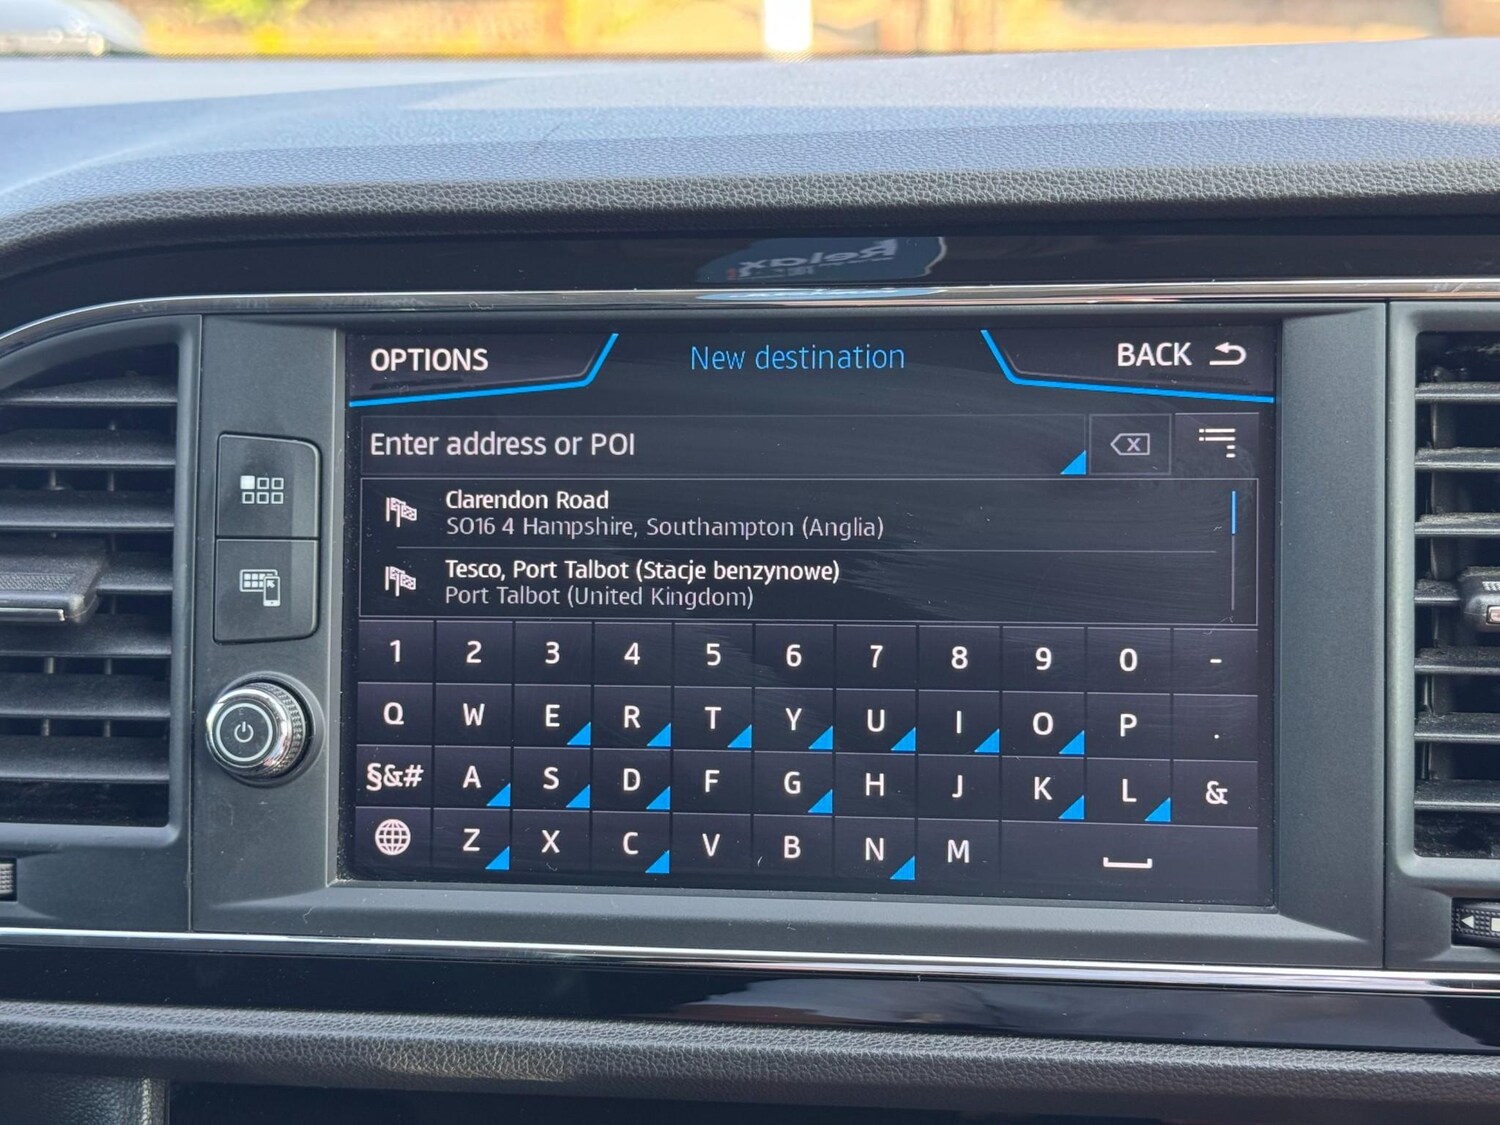 Relax
OPTIONS
New destination
BACK
Enter address or POI
Clarendon Road
SO16 4 Hampshire, Southampton (Anglia)
Tesco, Port Talbot (Stacje benzynowe)
Port Talbot (United Kingdom)
1 2 3 4 5 6 7 8 9 0 -
Q W E R T Y U I O P .
§&# A S D F G H J K L &
Z X C V B N M